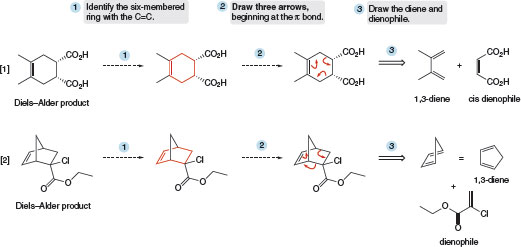 1 Identify the six-membered
ring with the C=C.
2 Draw three arrows,
beginning at the π bond.
3 Draw the diene and
dienophile.
[1]
CO₂H
CO₂H
Diels–Alder product
1
CO₂H
CO₂H
2
CO₂H
CO₂H
3
1,3-diene
+
CO₂H
CO₂H
cis dienophile
[2]
Cl
O
O
Diels–Alder product
1
Cl
O
O
2
Cl
O
O
3
=
1,3-diene
+
O
O
Cl
dienophile